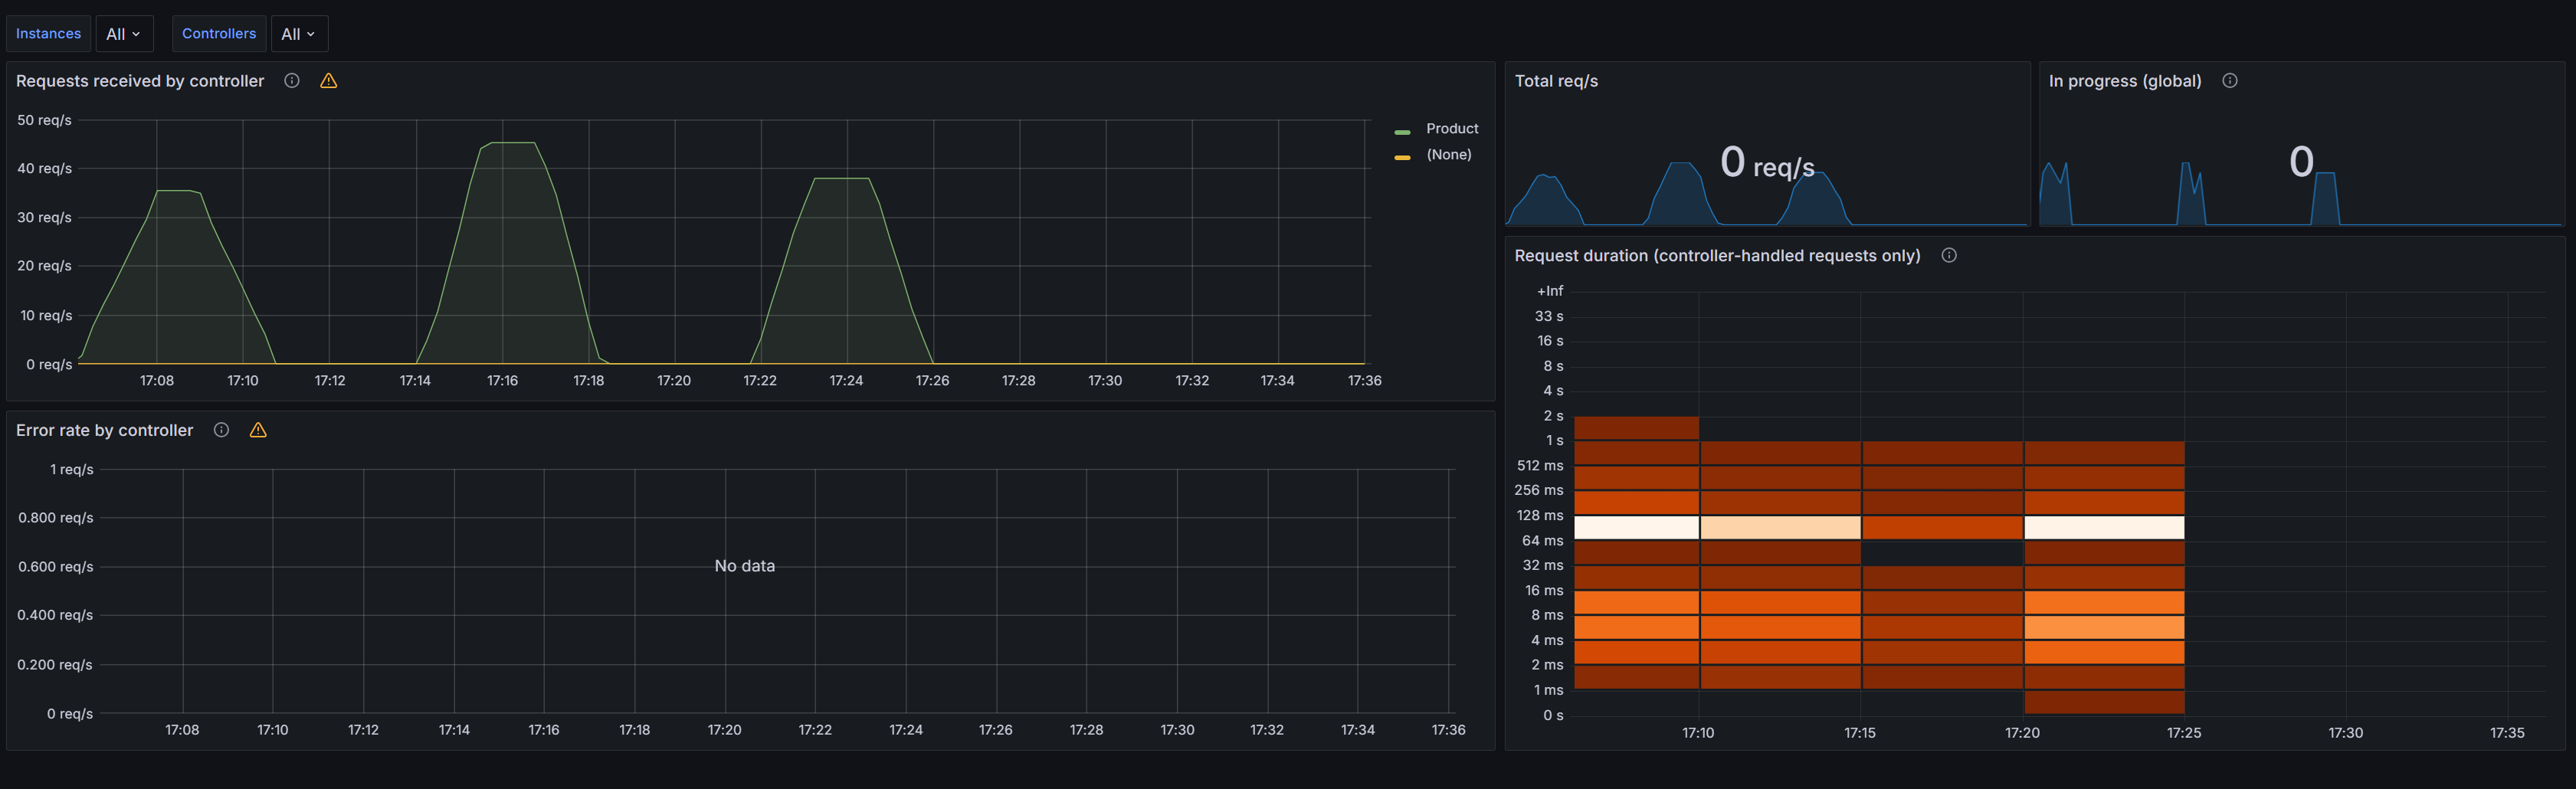 Instances All Controllers All
Requests received by controller
50 req/s
40 req/s
30 req/s
20 req/s
10 req/s
0 req/s
17:08 17:10 17:12 17:14 17:16 17:18 17:20 17:22 17:24 17:26 17:28 17:30 17:32 17:34 17:36
Product
(None)
Error rate by controller
1 req/s
0.800 req/s
0.600 req/s
0.400 req/s
0.200 req/s
0 req/s
No data
17:08 17:10 17:12 17:14 17:16 17:18 17:20 17:22 17:24 17:26 17:28 17:30 17:32 17:34 17:36
Total req/s
0 req/s
In progress (global)
0
Request duration (controller-handled requests only)
+Inf
33 s
16 s
8 s
4 s
2 s
1 s
512 ms
256 ms
128 ms
64 ms
32 ms
16 ms
8 ms
4 ms
2 ms
1 ms
0 s
17:10 17:15 17:20 17:25 17:30 17:35